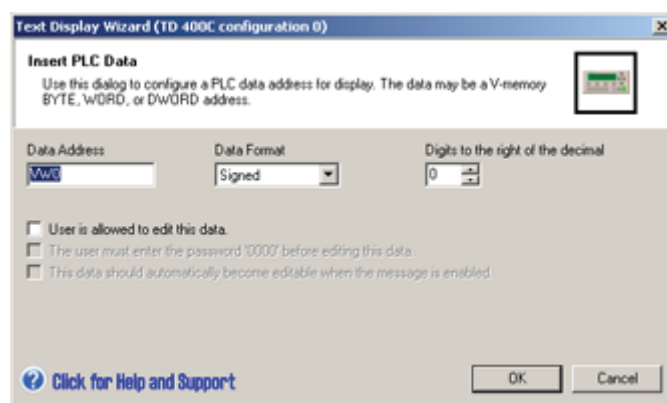 Text Display Wizard (TD 400C configuration 0)
Insert PLC Data
Use this dialog to configure a PLC data address for display. The data may be a V-memory
BYTE, WORD, or DWORD address.
Data Address
Data Format
Digits to the right of the decimal
VW0
Signed
0
User is allowed to edit this data.
The user must enter the password '0000' before editing this data.
This data should automatically become editable when the message is enabled.
Click for Help and Support
OK
Cancel